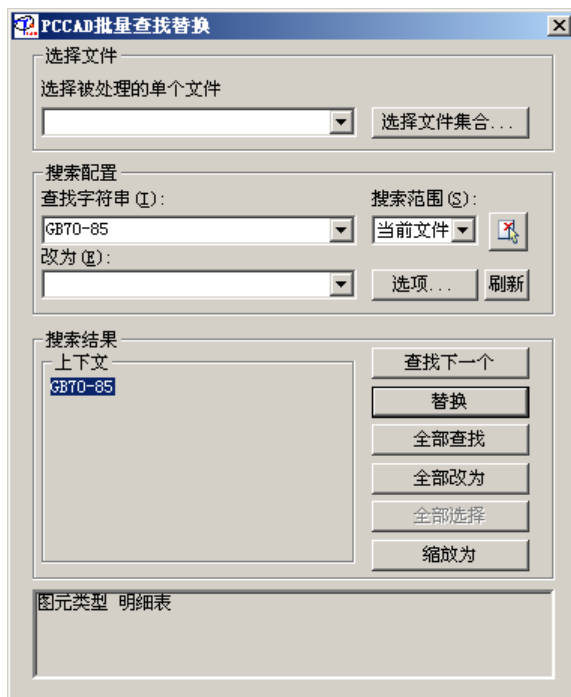 PCCAD批量查找替换
选择文件
选择被处理的单个文件
选择文件集合...
搜索配置
查找字符串(I):
搜索范围(S):
GB70-85
当前文件
改为(E):
选项...
刷新
搜索结果
上下文
查找下一个
GB70-85
替换
全部查找
全部改为
全部选择
缩放为
图元类型 明细表